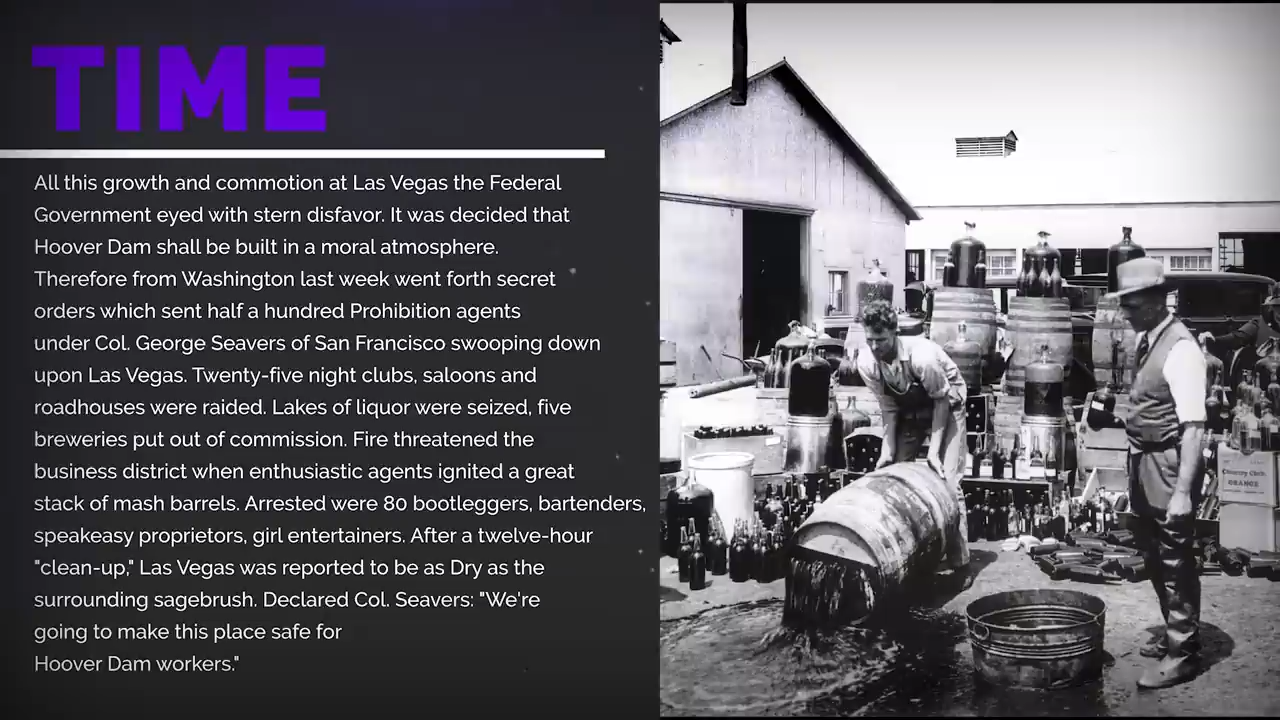 TIME
All this growth and commotion at Las Vegas the Federal
Government eyed with stern disfavor. It was decided that
Hoover Dam shall be built in a moral atmosphere.
Therefore from Washington last week went forth secret
orders which sent half a hundred Prohibition agents
under Col. George Seavers of San Francisco swooping down
upon Las Vegas. Twenty-five night clubs, saloons and
roadhouses were raided. Lakes of liquor were seized, five
breweries put out of commission. Fire threatened the
business district when enthusiastic agents ignited a great
stack of mash barrels. Arrested were 80 bootleggers, bartenders,
speakeasy proprietors, girl entertainers. After a twelve-hour
"clean-up," Las Vegas was reported to be as Dry as the
surrounding sagebrush. Declared Col. Seavers: "We're
going to make this place safe for
Hoover Dam workers."
Country Club
ORANGE